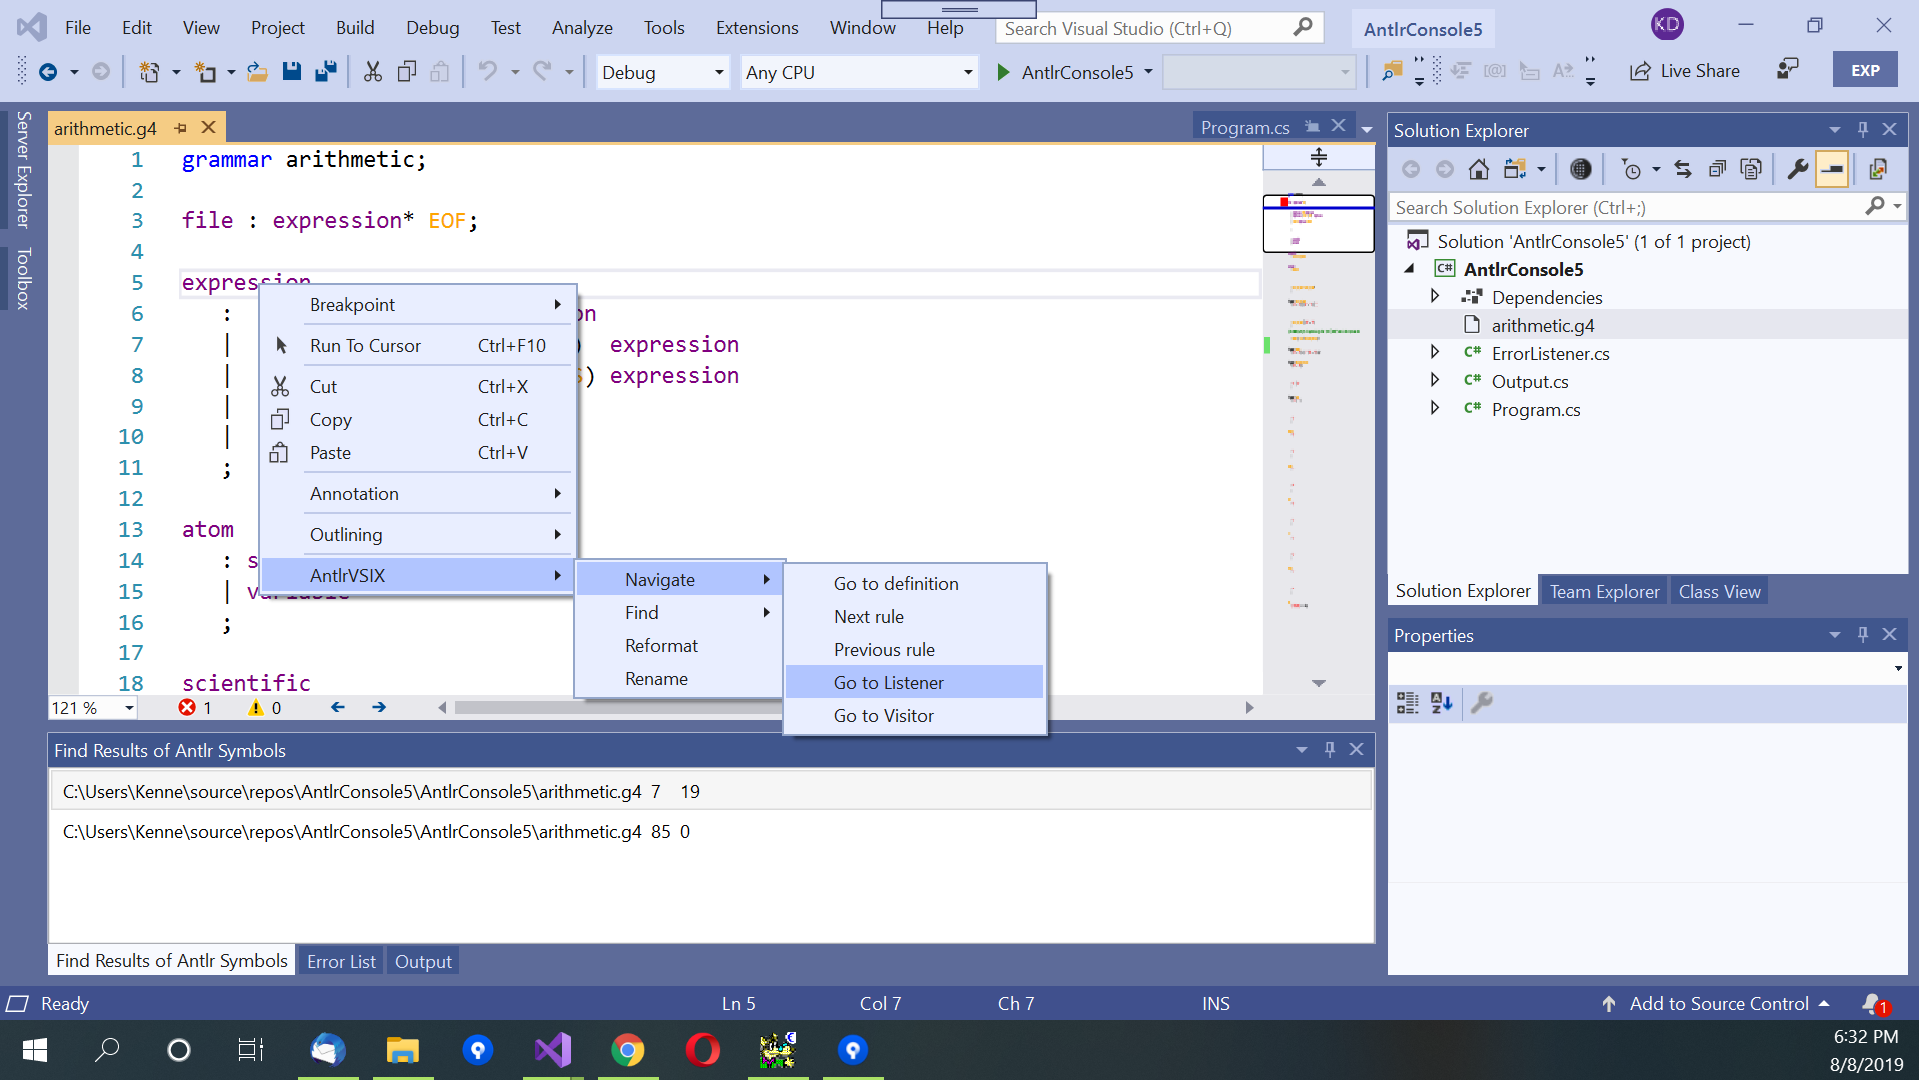 File Edit View Project Build Debug Test Analyze Tools Extensions Window Help
Search Visual Studio (Ctrl+Q)
AntlrConsole5
KD
Debug
Any CPU
AntlrConsole5
Live Share
EXP
Server Explorer
Toolbox
arithmetic.g4
Program.cs
1 grammar arithmetic;
2
3 file : expression* EOF;
4
5 expression
6 :
7 | ) expression
8 | ) expression
9 |
10 |
11 ;
12
13 atom
14 : s
15 |
16 ;
17
18 scientific
Breakpoint
Run To Cursor Ctrl+F10
Cut Ctrl+X
Copy Ctrl+C
Paste Ctrl+V
Annotation
Outlining
AntlrVSIX
Navigate
Find
Reformat
Rename
Go to definition
Next rule
Previous rule
Go to Listener
Go to Visitor
121 %
1
0
Find Results of Antlr Symbols
C:\Users\Kenne\source\repos\AntlrConsole5\AntlrConsole5\arithmetic.g4 7 19
C:\Users\Kenne\source\repos\AntlrConsole5\AntlrConsole5\arithmetic.g4 85 0
Find Results of Antlr Symbols
Error List
Output
Solution Explorer
Search Solution Explorer (Ctrl+;)
Solution 'AntlrConsole5' (1 of 1 project)
C# AntlrConsole5
Dependencies
arithmetic.g4
C# ErrorListener.cs
C# Output.cs
C# Program.cs
Solution Explorer
Team Explorer
Class View
Properties
Ready
Ln 5
Col 7
Ch 7
INS
Add to Source Control
1
6:32 PM
8/8/2019